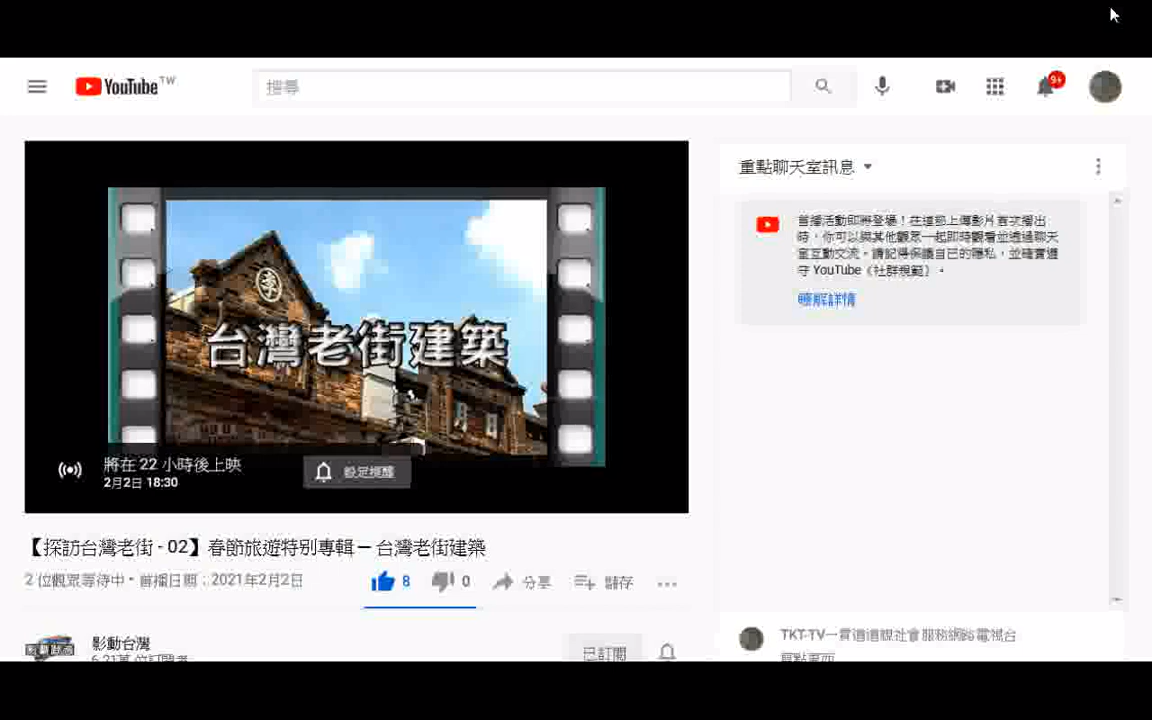 YouTube TW
搜尋
9+
李
台灣老街建築
將在 22 小時後上映
2月2日 18:30
設定提醒
【探訪台灣老街 - 02】春節旅遊特別專輯 ─ 台灣老街建築
2 位觀眾等待中 • 首播日期：2021年2月2日
8
0
分享
儲存
影動台灣
6.21萬 位訂閱者
已訂閱
重點聊天室訊息
首播活動即將登場！在這部上傳影片首次播出
時，你可以與其他觀眾一起即時觀看並透過聊天
室互動交流。請記得保護自己的隱私，並確實遵
守 YouTube《社群規範》。
瞭解詳情
TKT-TV一貫道道親社會服務網路電視台